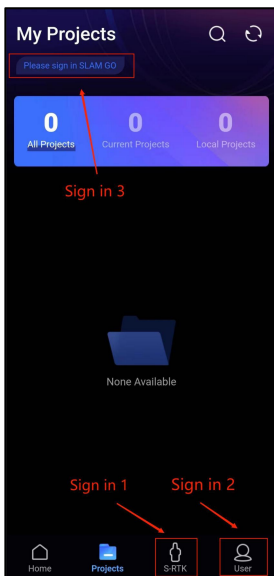 My Projects
Please sign in SLAM GO
0 0 0
All Projects Current Projects Local Projects
Sign in 3
None Available
Sign in 1 Sign in 2
Home Projects S-RTK User